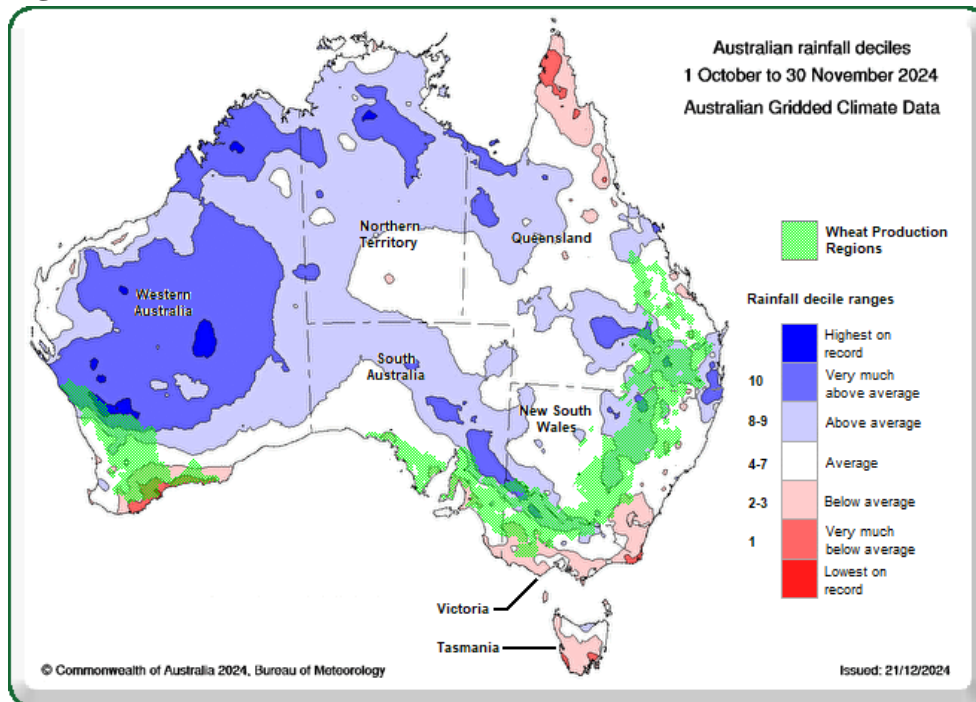 Australian rainfall deciles
1 October to 30 November 2024
Australian Gridded Climate Data
Northern
Territory
Queensland
Western
Australia
South
Australia
New South
Wales
Victoria
Tasmania
Wheat Production
Regions
Rainfall decile ranges
Highest on
record
10
Very much
above average
8-9
Above average
4-7
Average
2-3
Below average
1
Very much
below average
Lowest on
record
© Commonwealth of Australia 2024, Bureau of Meteorology
Issued: 21/12/2024